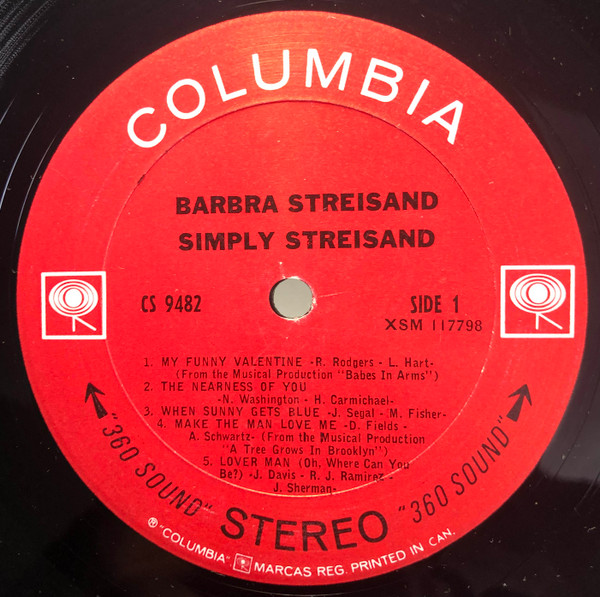 COLUMBIA
BARBRA STREISAND
SIMPLY STREISAND
CS 9482
SIDE 1
XSM 117798
1. MY FUNNY VALENTINE -R. Rodgers - L. Hart-
(From the Musical Production "Babes In Arms")
2. THE NEARNESS OF YOU
-N. Washington - H. Carmichael-
3. WHEN SUNNY GETS BLUE -J. Segal -M. Fisher-
4. MAKE THE MAN LOVE ME -D. Fields -
A. Schwartz- (From the Musical Production
"A Tree Grows In Brooklyn")
5. LOVER MAN (Oh, Where Can You
Be?) -J. Davis - R. J. Ramirez -
J. Sherman-
"360 SOUND" STEREO "360 SOUND"
® "COLUMBIA" MARCAS REG. PRINTED IN CAN.